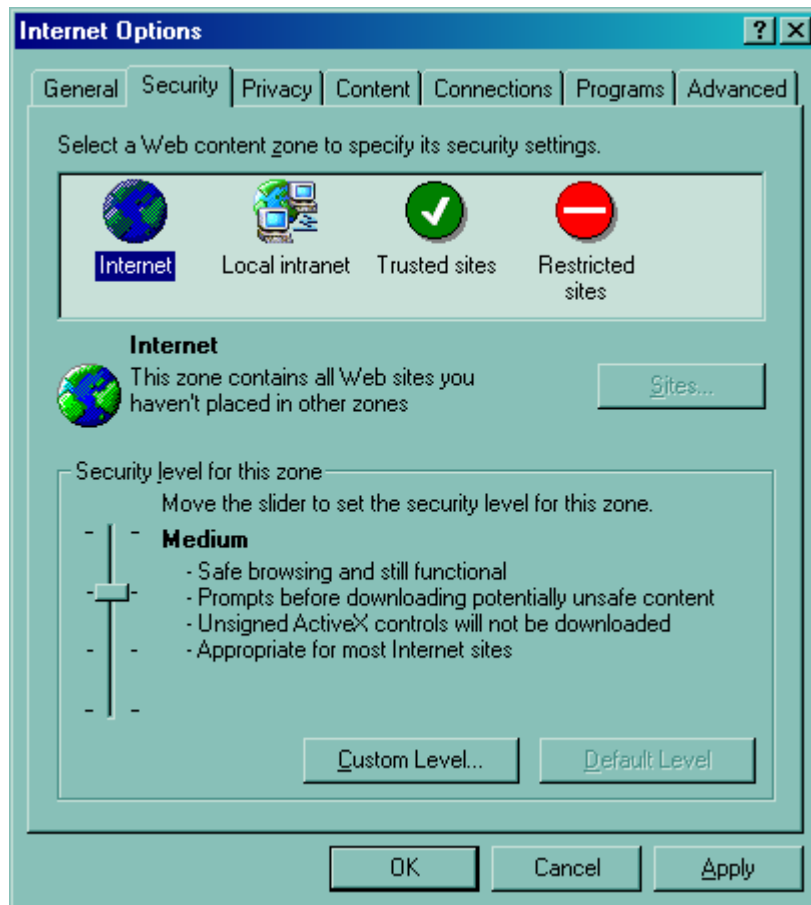 Internet Options
General Security Privacy Content Connections Programs Advanced
Select a Web content zone to specify its security settings.
Internet Local intranet Trusted sites Restricted
sites
Internet
This zone contains all Web sites you
haven't placed in other zones
Sites...
Security level for this zone
Move the slider to set the security level for this zone.
Medium
- Safe browsing and still functional
- Prompts before downloading potentially unsafe content
- Unsigned ActiveX controls will not be downloaded
- Appropriate for most Internet sites
Custom Level... Default Level
OK Cancel Apply